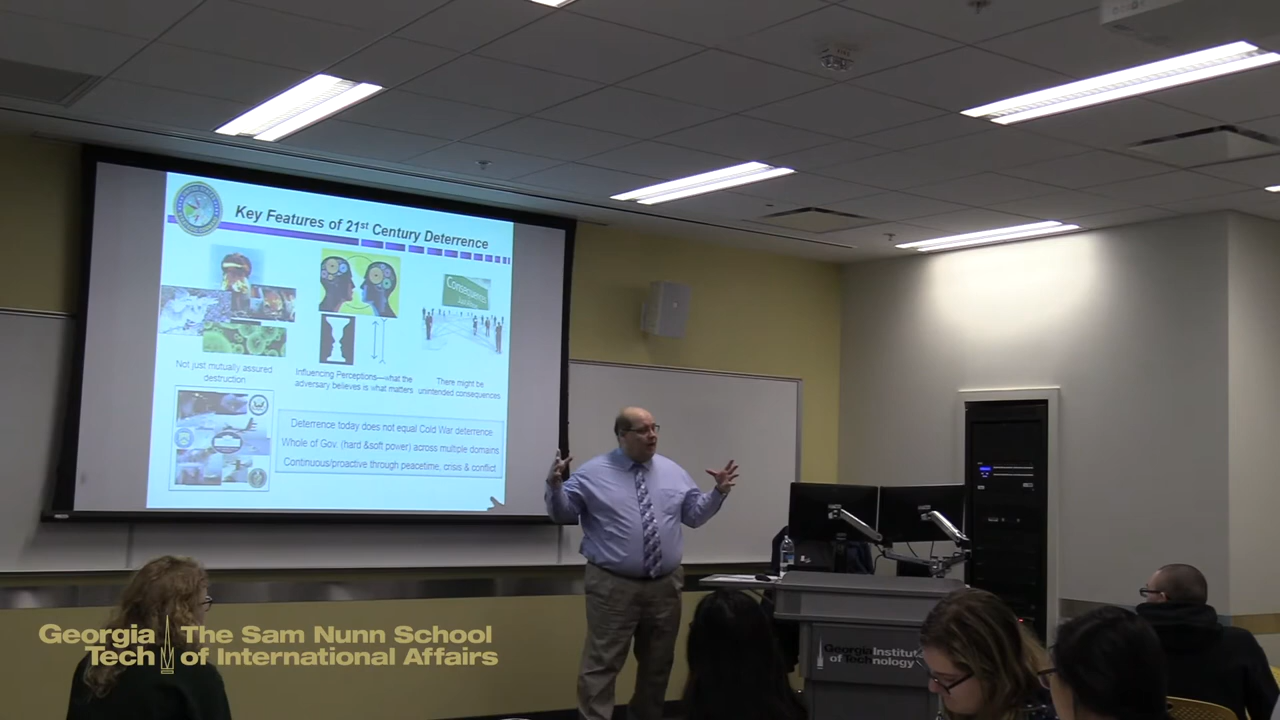 Key Features of 21st Century Deterrence
Consequences
Not just mutually assured
destruction
Influencing Perceptions—what the
adversary believes is what matters
There might be
unintended consequences
Deterrence today does not equal Cold War deterrence
Whole of Gov. (hard &soft power) across multiple domains
Continuous/proactive through peacetime, crisis & conflict
Georgia Tech
The Sam Nunn School
of International Affairs
Georgia Institute
of Technology